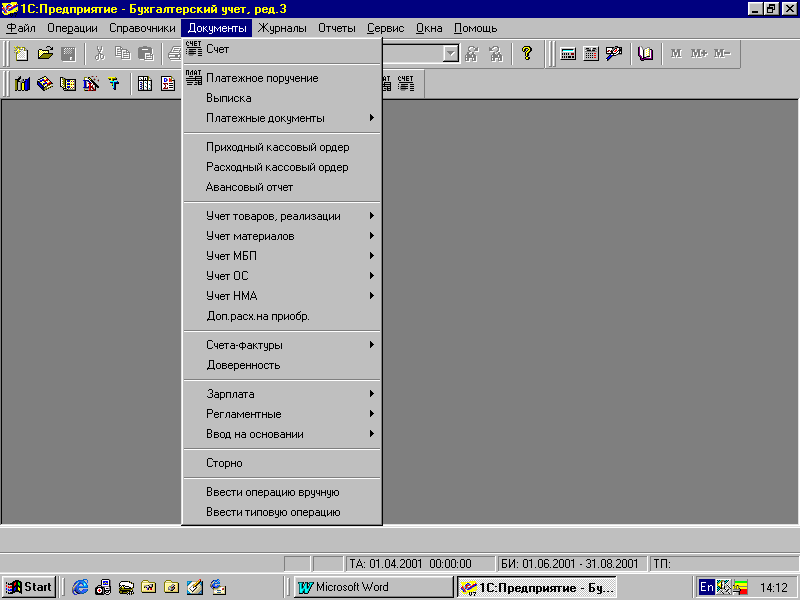 1С:Предприятие - Бухгалтерский учет, ред.3
Файл Операции Справочники Документы Журналы Отчеты Сервис Окна Помощь
M M+ M-
СЧЕТ Счет
ПЛАТ Платежное поручение
СЧЕТ
Выписка
Платежные документы
Приходный кассовый ордер
Расходный кассовый ордер
Авансовый отчет
Учет товаров, реализации
Учет материалов
Учет МБП
Учет ОС
Учет НМА
Доп.расх.на приобр.
Счета-фактуры
Доверенность
Зарплата
Регламентные
Ввод на основании
Сторно
Ввести операцию вручную
Ввести типовую операцию
ТА: 01.04.2001 00:00:00 БИ: 01.06.2001 - 31.08.2001 ТП:
Start Microsoft Word 1С:Предприятие - Бу... En 14:12